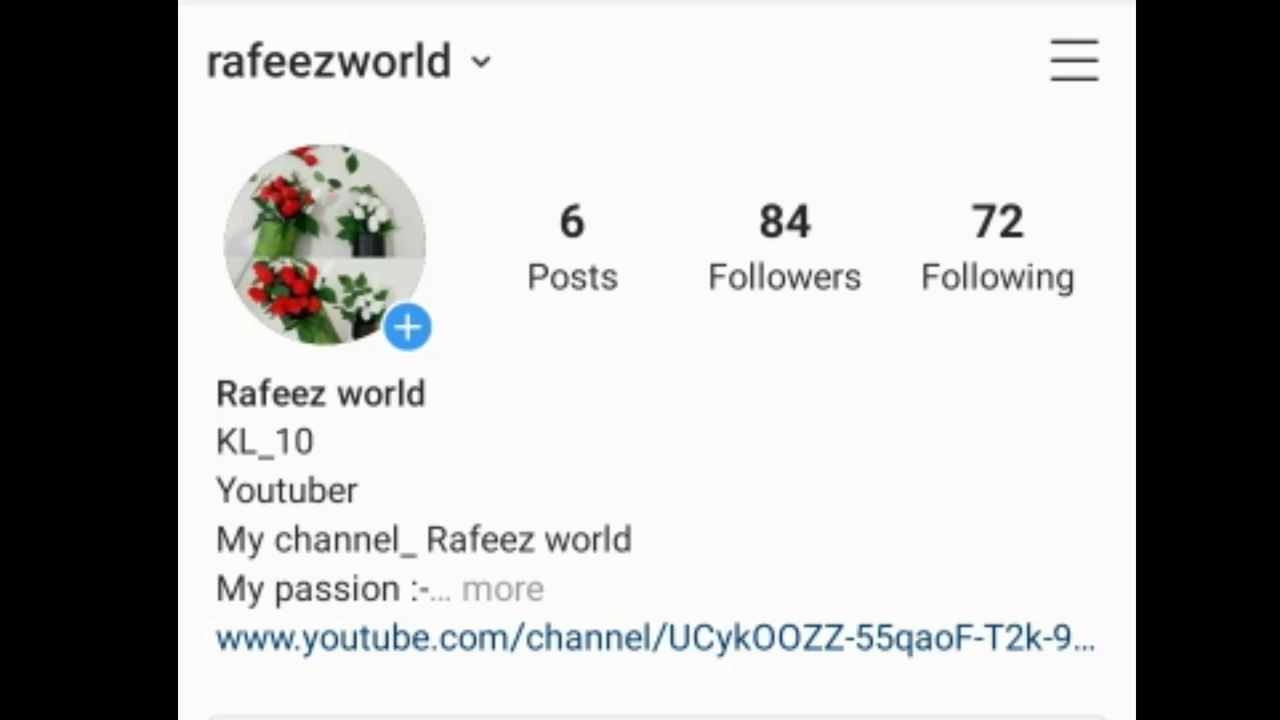 rafeezworld
6 84 72
Posts Followers Following
Rafeez world
KL_10
Youtuber
My channel_ Rafeez world
My passion :-... more
www.youtube.com/channel/UCykOOZZ-55qaoF-T2k-9...